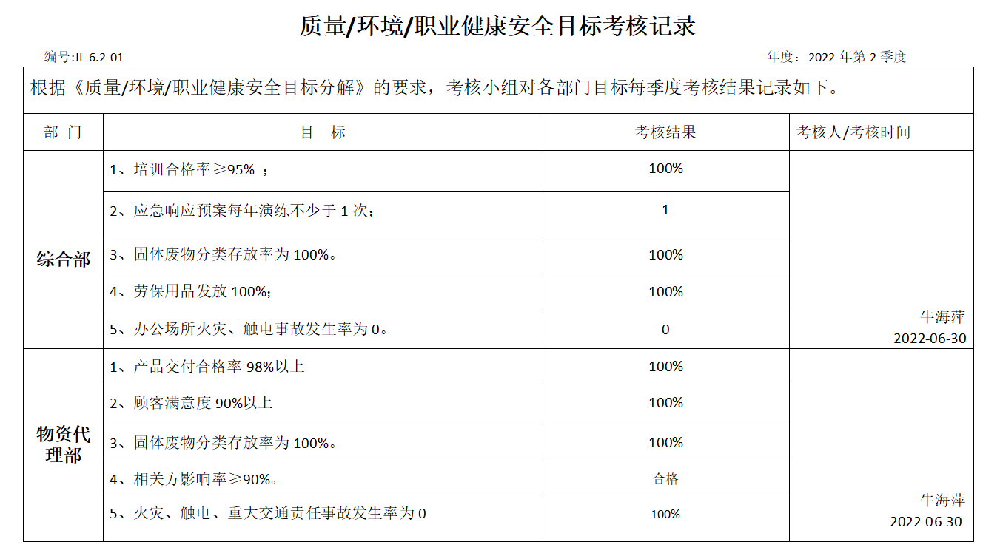 质量/环境/职业健康安全目标考核记录
编号:JL-6.2-01 年度：2022 年第 2 季度
根据《质量/环境/职业健康安全目标分解》的要求，考核小组对各部门目标每季度考核结果记录如下。
部 门 目 标 考核结果 考核人/考核时间
综合部
1、培训合格率≥95% ； 100%
2、应急响应预案每年演练不少于 1 次； 1
3、固体废物分类存放率为 100%。 100%
4、劳保用品发放 100%； 100%
5、办公场所火灾、触电事故发生率为 0。 0
牛海萍
2022-06-30
物资代
理部
1、产品交付合格率 98%以上 100%
2、顾客满意度 90%以上 100%
3、固体废物分类存放率为 100%。 100%
4、相关方影响率≥90%。 合格
5、火灾、触电、重大交通责任事故发生率为 0 100%
牛海萍
2022-06-30